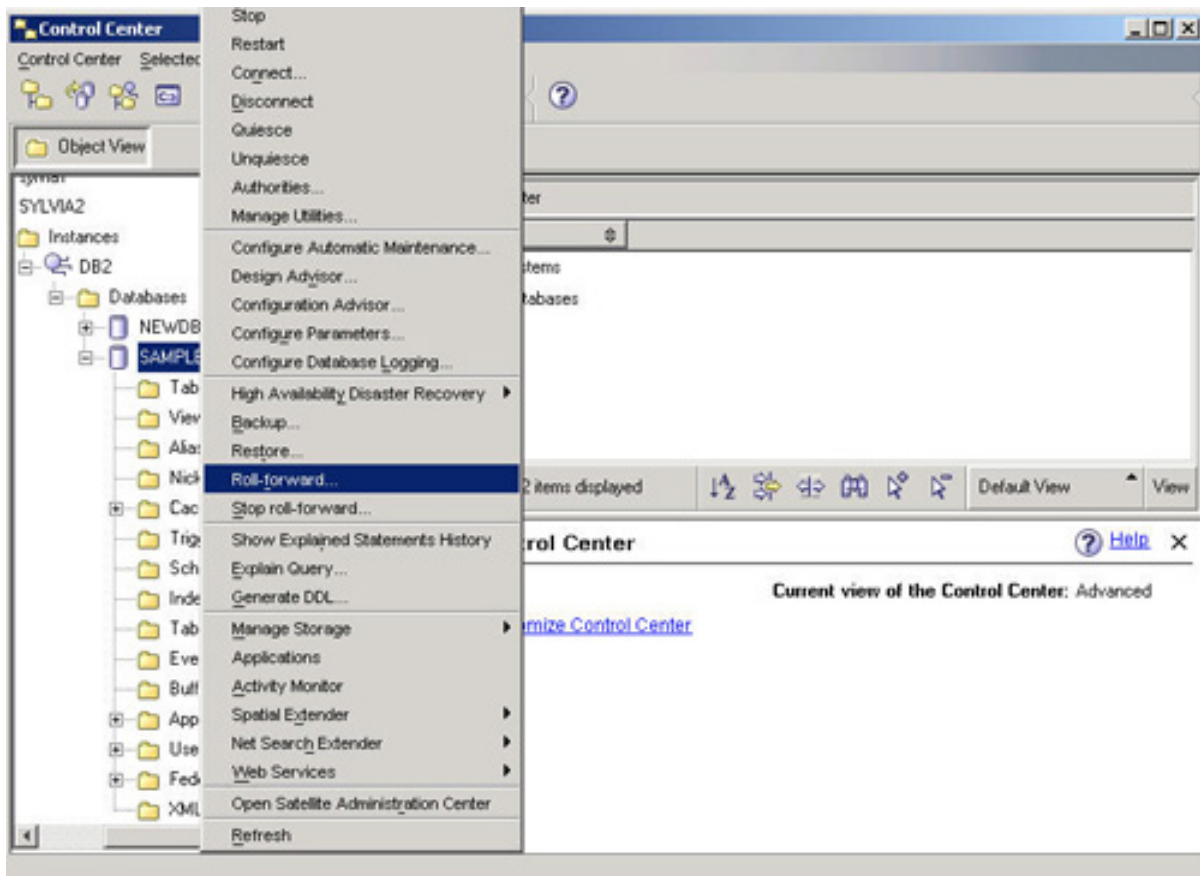 Control Center
Control Center Selected
Object View
SYLVIA2
Instances
DB2
Databases
NEWDB
SAMPLE
Tab
View
Alias
Nick
Cac
Trigg
Sch
Inde
Tab
Eve
Buff
App
Use
Fede
XML
Stop
Restart
Connect...
Disconnect
Quiesce
Unquiesce
Authorities...
Manage Utilities...
Configure Automatic Maintenance...
Design Advisor...
Configuration Advisor...
Configure Parameters...
Configure Database Logging...
High Availability Disaster Recovery
Backup...
Restore...
Roll-forward...
Stop roll-forward...
Show Explained Statements History
Explain Query...
Generate DDL...
Manage Storage
Applications
Activity Monitor
Spatial Extender
Net Search Extender
Web Services
Open Satellite Administration Center
Refresh
ter
stems
tabases
2 items displayed
Default View View
trol Center
Help
Current view of the Control Center: Advanced
omize Control Center